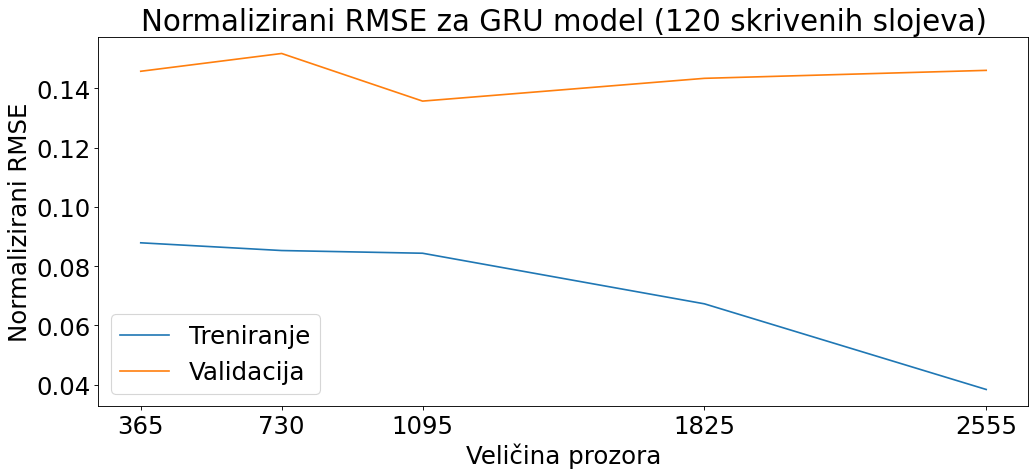 Normalizirani RMSE za GRU model (120 skrivenih slojeva)
Normalizirani RMSE
0.14
0.12
0.10
0.08
0.06
0.04
Treniranje
Validacija
365 730 1095 1825 2555
Veličina prozora